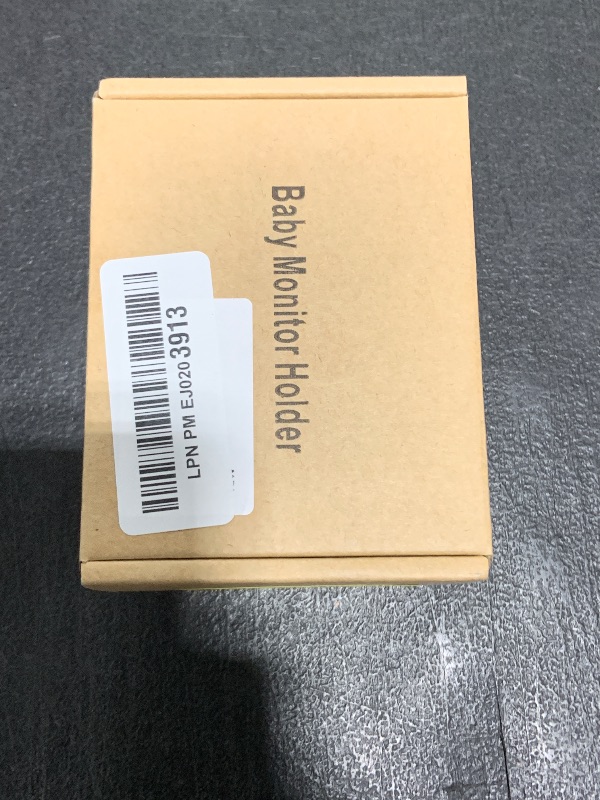 Baby Monitor Holder
LPN PM EJ0203913